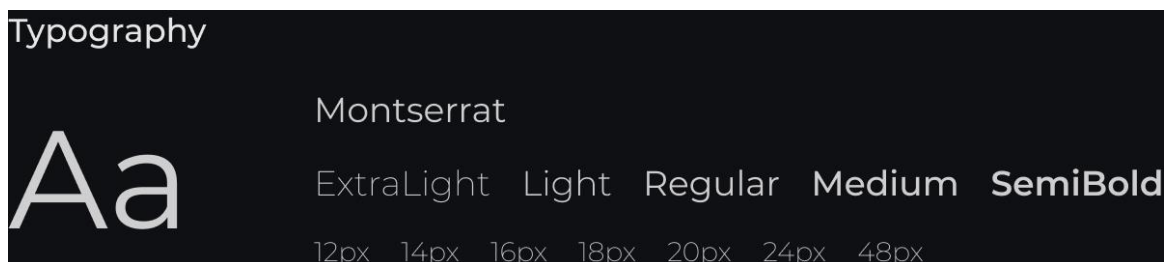 Typography
Montserrat
Aa
ExtraLight Light Regular Medium SemiBold
12px 14px 16px 18px 20px 24px 48px